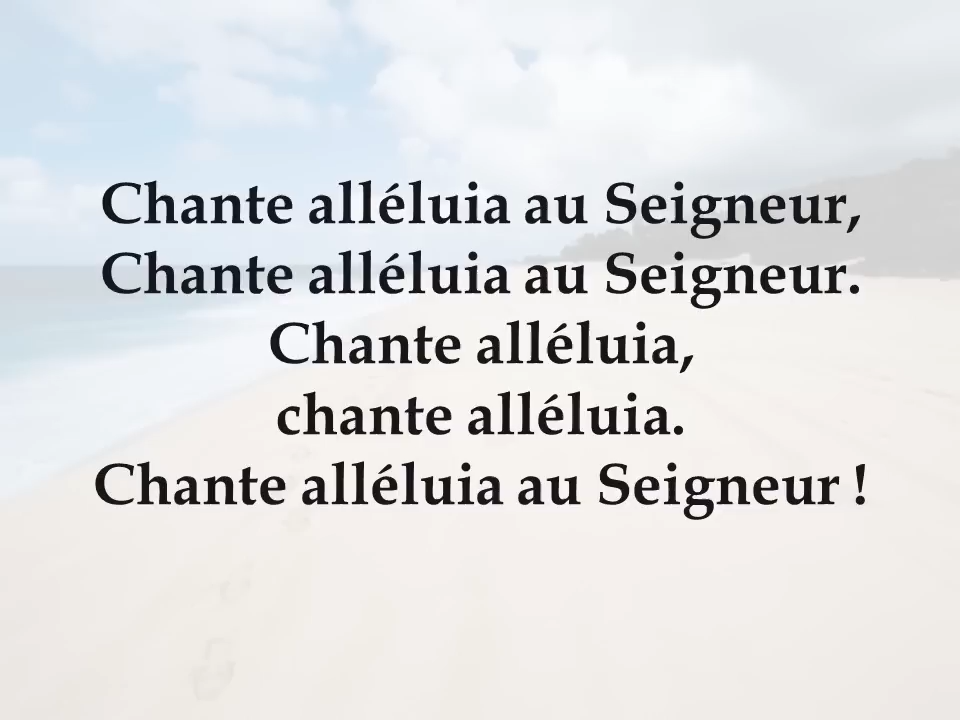 Chante alléluia au Seigneur,
Chante alléluia au Seigneur.
Chante alléluia,
chante alléluia.
Chante alléluia au Seigneur !